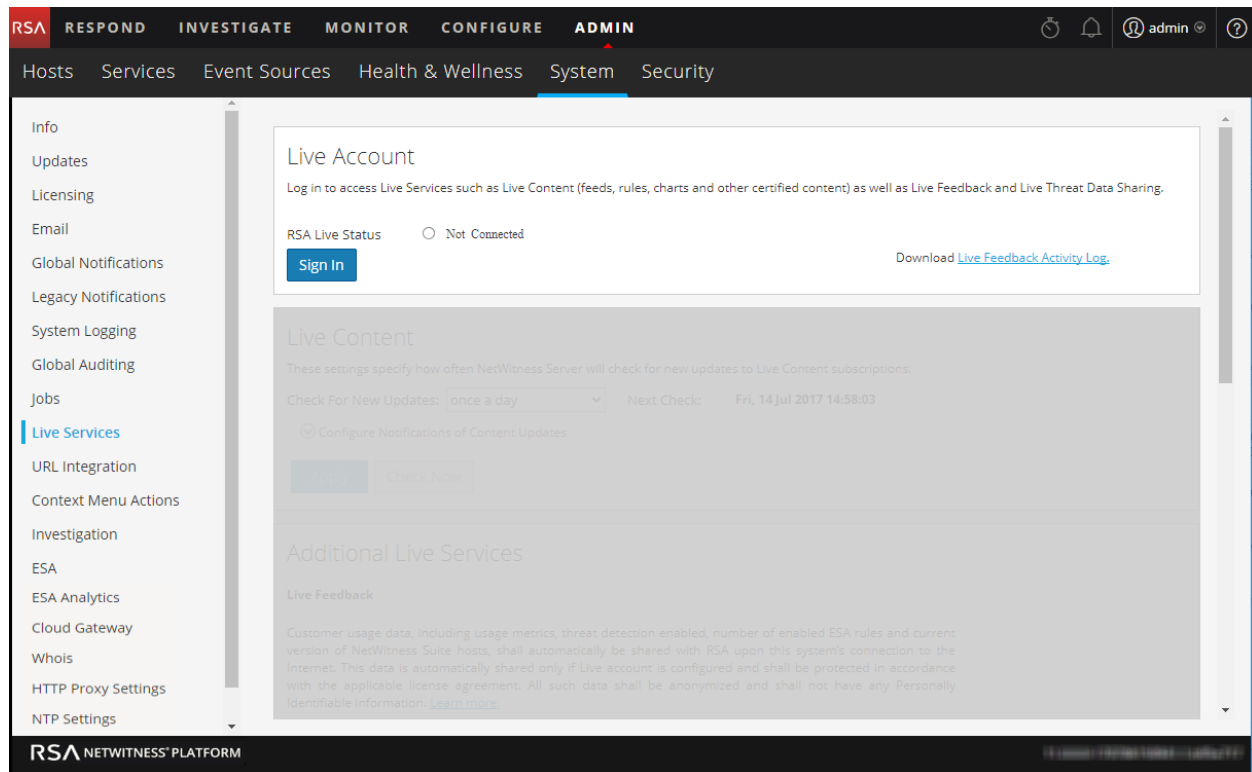 RSA RESPOND INVESTIGATE MONITOR CONFIGURE ADMIN admin
Hosts Services Event Sources Health & Wellness System Security
Info
Updates
Licensing
Email
Global Notifications
Legacy Notifications
System Logging
Global Auditing
Jobs
Live Services
URL Integration
Context Menu Actions
Investigation
ESA
ESA Analytics
Cloud Gateway
Whois
HTTP Proxy Settings
NTP Settings
Live Account
Log in to access Live Services such as Live Content (feeds, rules, charts and other certified content) as well as Live Feedback and Live Threat Data Sharing.
RSA Live Status Not Connected
Sign In
Download Live Feedback Activity Log.
Live Content
These settings specify how often NetWitness Server will check for new updates to Live Content subscriptions.
Check For New Updates: once a day Next Check: Fri, 14 Jul 2017 14:58:03
Configure Notifications of Content Updates
Apply Check Now
Additional Live Services
Live Feedback
Customer usage data, including usage metrics, threat detection enabled, number of enabled ESA rules and current
version of NetWitness Suite hosts, shall automatically be shared with RSA upon this system's connection to the
Internet. This data is automatically shared only if Live account is configured and shall be protected in accordance
with the applicable license agreement. All such data shall be anonymized and shall not have any Personally
Identifiable Information. Learn more.
RSA NETWITNESS® PLATFORM